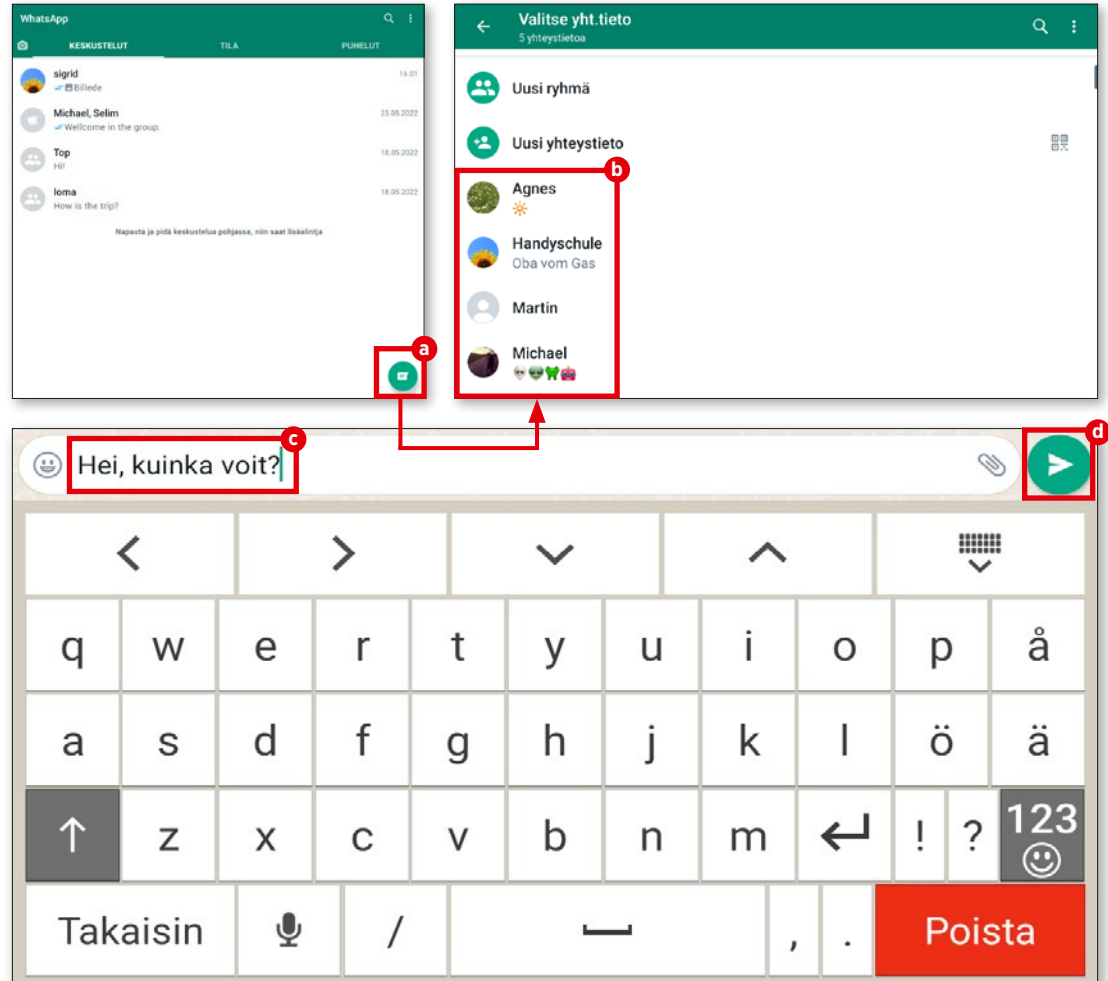 WhatsApp
KESKUSTELUT TILA PUHELUT
sigrid 16.01
Billede
Michael, Selim 25.05.2022
Wellcome in the group.
Top 18.05.2022
Hi!
loma 18.05.2022
How is the trip?
Napauta ja pidä keskustelua pohjassa, niin saat lisäalintja
a
Valitse yht.tieto
5 yhteystietoa
Uusi ryhmä
Uusi yhteystieto
b
Agnes
Handyschule
Oba vom Gas
Martin
Michael
c
d
Hei, kuinka voit?
q w e r t y u i o p å
a s d f g h j k l ö ä
z x c v b n m ! ? 123
Takaisin / , . Poista